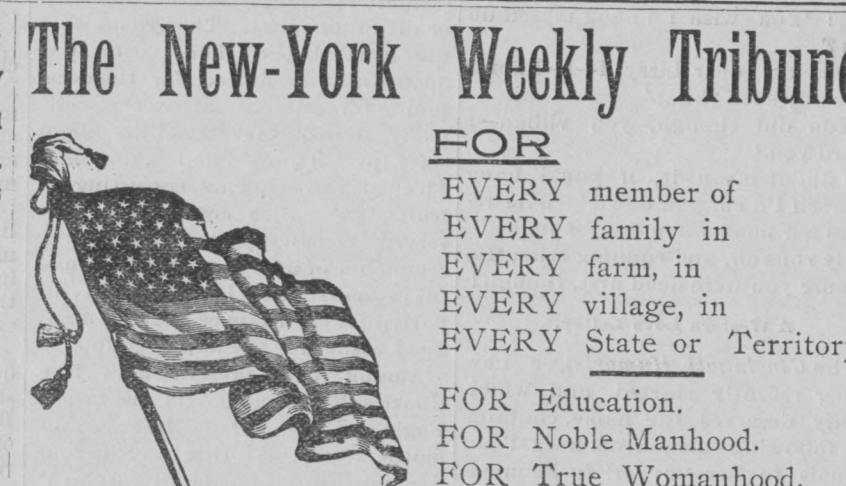 The New-York Weekly Tribune
FOR
EVERY member of
EVERY family in
EVERY farm, in
EVERY village, in
EVERY State or Territory
FOR Education.
FOR Noble Manhood.
FOR True Womanhood.